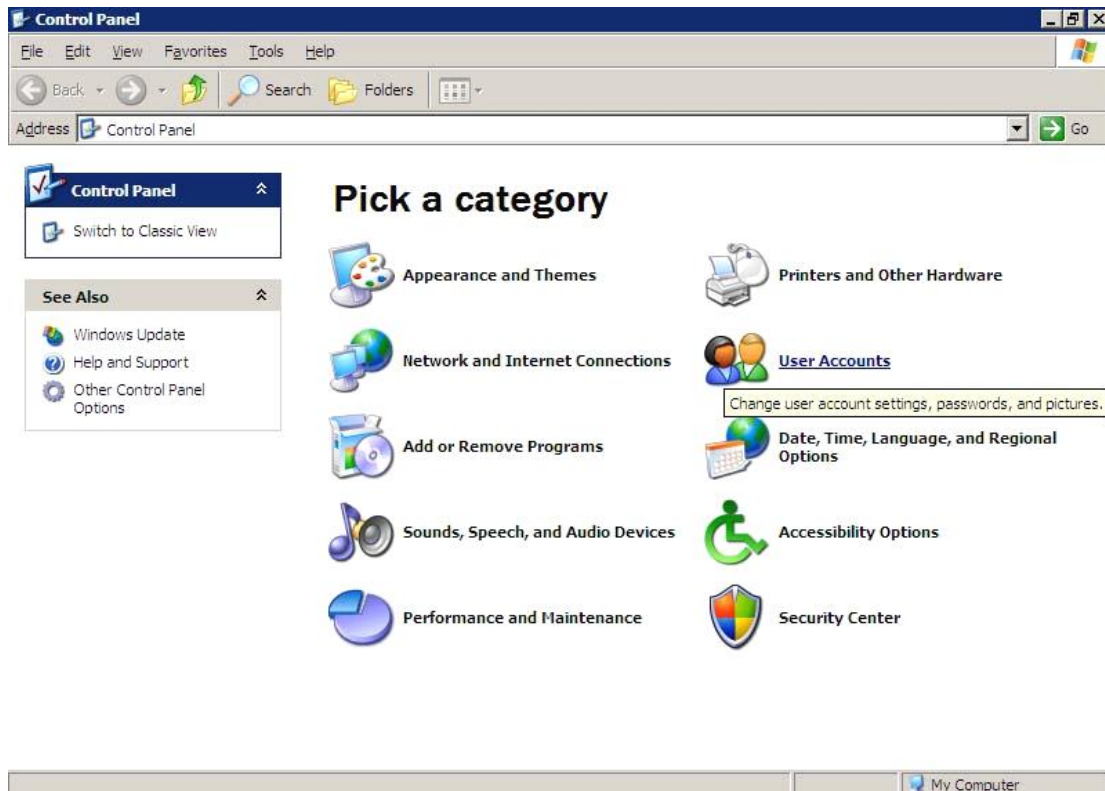 Control Panel
File Edit View Favorites Tools Help
Back Search Folders
Address Control Panel Go
Control Panel
Switch to Classic View
See Also
Windows Update
Help and Support
Other Control Panel
Options
Pick a category
Appearance and Themes
Printers and Other Hardware
Network and Internet Connections
User Accounts
Change user account settings, passwords, and pictures.
Add or Remove Programs
Date, Time, Language, and Regional
Options
Sounds, Speech, and Audio Devices
Accessibility Options
Performance and Maintenance
Security Center
My Computer